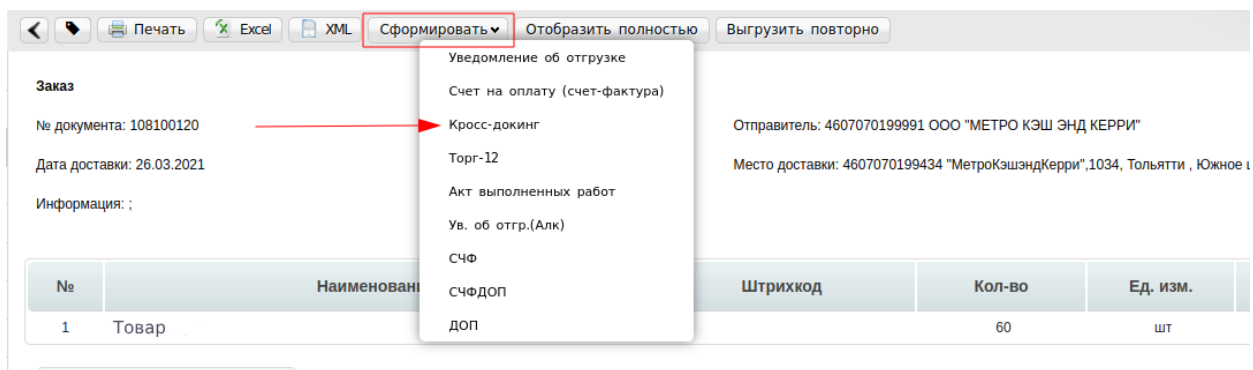 Печать Excel XML Сформировать Отобразить полностью Выгрузить повторно
Уведомление об отгрузке
Заказ
Счет на оплату (счет-фактура)
№ документа: 108100120
Кросс-докинг
Отправитель: 4607070199991 ООО "МЕТРО КЭШ ЭНД КЕРРИ"
Торг-12
Дата доставки: 26.03.2021
Место доставки: 4607070199434 "МетроКэшэндКерри",1034, Тольятти , Южное
Акт выполненных работ
Информация: ;
Ув. об отгр.(Алк)
СЧФ
№ Наименовани Штрихкод Кол-во Ед. изм.
СЧФДОП
1 Товар 60 шт
ДОП